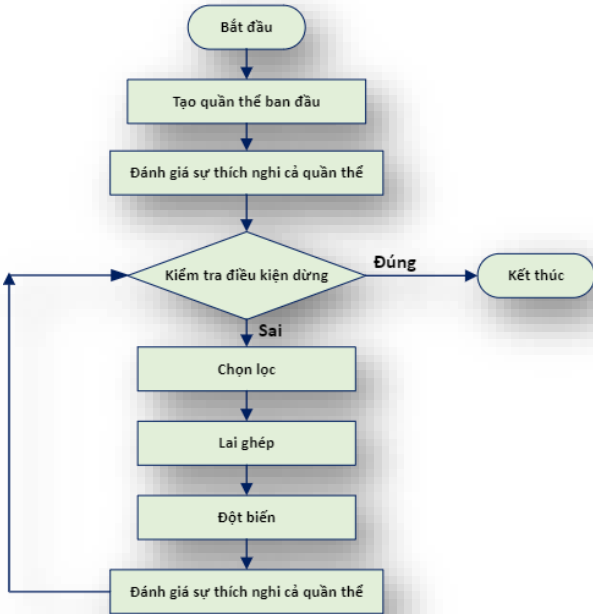 Bắt đầu
Tạo quần thể ban đầu
Đánh giá sự thích nghi cả quần thể
Kiểm tra điều kiện dừng
Đúng
Kết thúc
Sai
Chọn lọc
Lai ghép
Đột biến
Đánh giá sự thích nghi cả quần thể